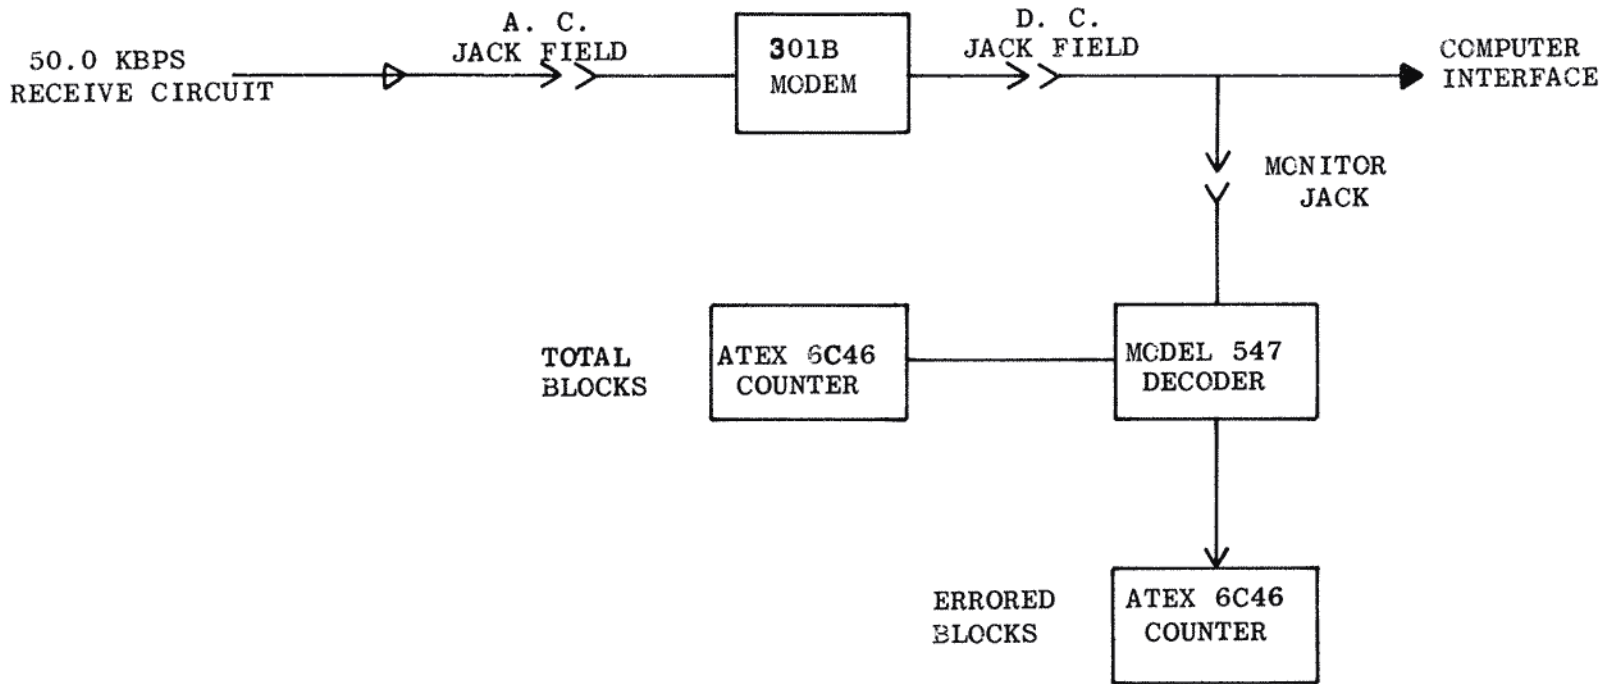 50.0 KBPS
RECEIVE CIRCUIT
A. C.
JACK FIELD
301B
MODEM
D. C.
JACK FIELD
COMPUTER
INTERFACE
MONITOR
JACK
TOTAL
BLOCKS
ATEX 6C46
COUNTER
MODEL 547
DECODER
ERRORED
BLOCKS
ATEX 6C46
COUNTER